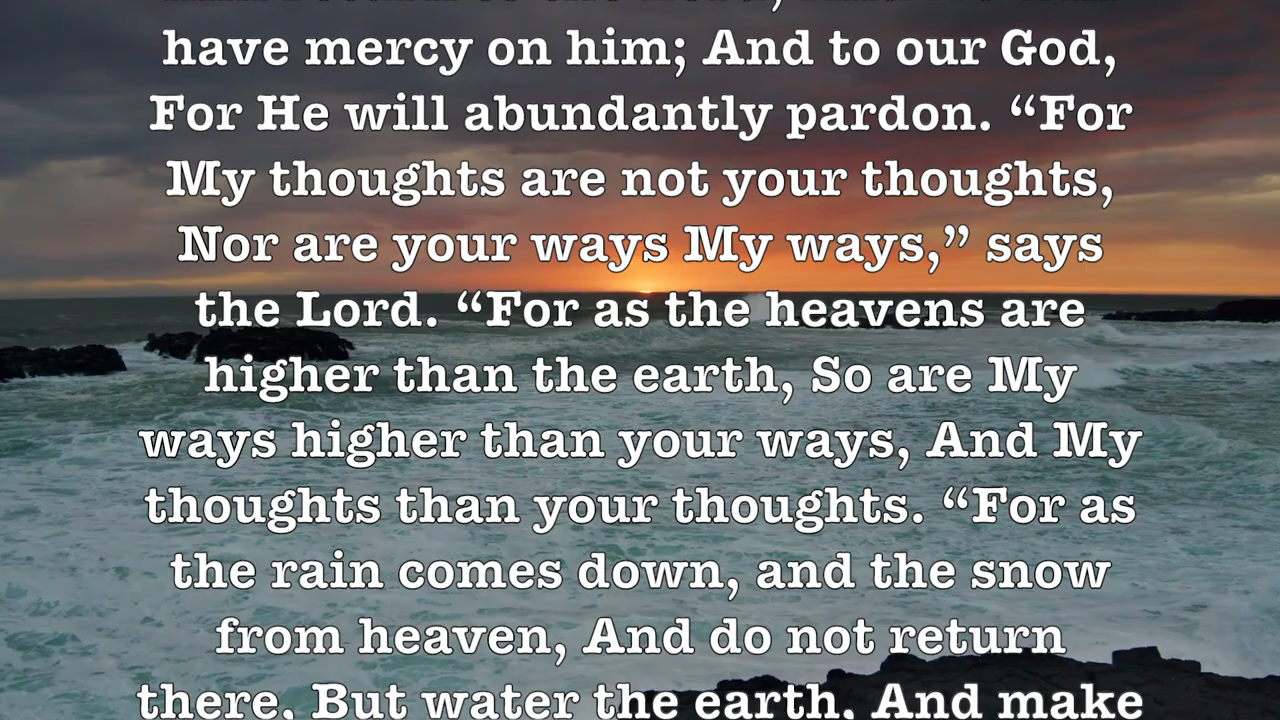 have mercy on him; And to our God,
For He will abundantly pardon. “For
My thoughts are not your thoughts,
Nor are your ways My ways,” says
the Lord. “For as the heavens are
higher than the earth, So are My
ways higher than your ways, And My
thoughts than your thoughts. “For as
the rain comes down, and the snow
from heaven, And do not return
there, But water the earth, And make